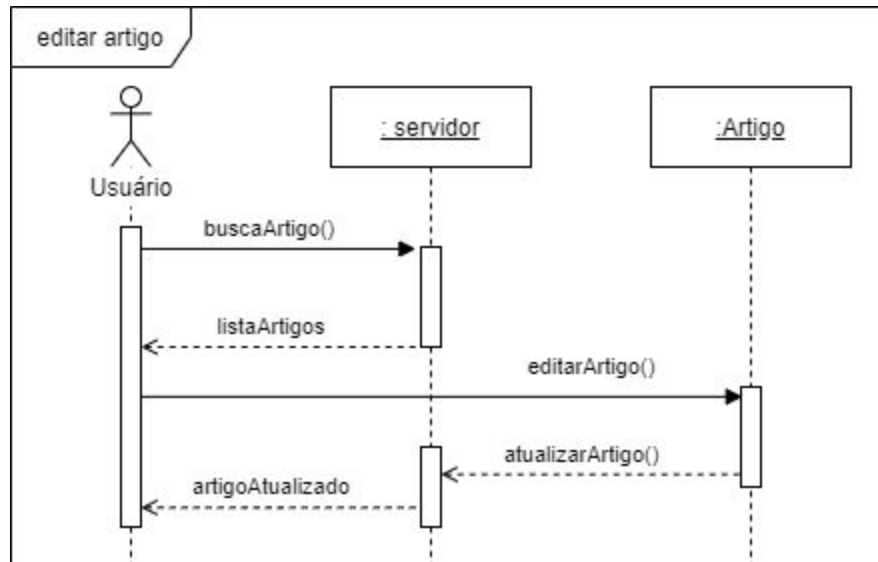 editar artigo
Usuário
: servidor
:Artigo
buscaArtigo()
listaArtigos
editarArtigo()
atualizarArtigo()
artigoAtualizado